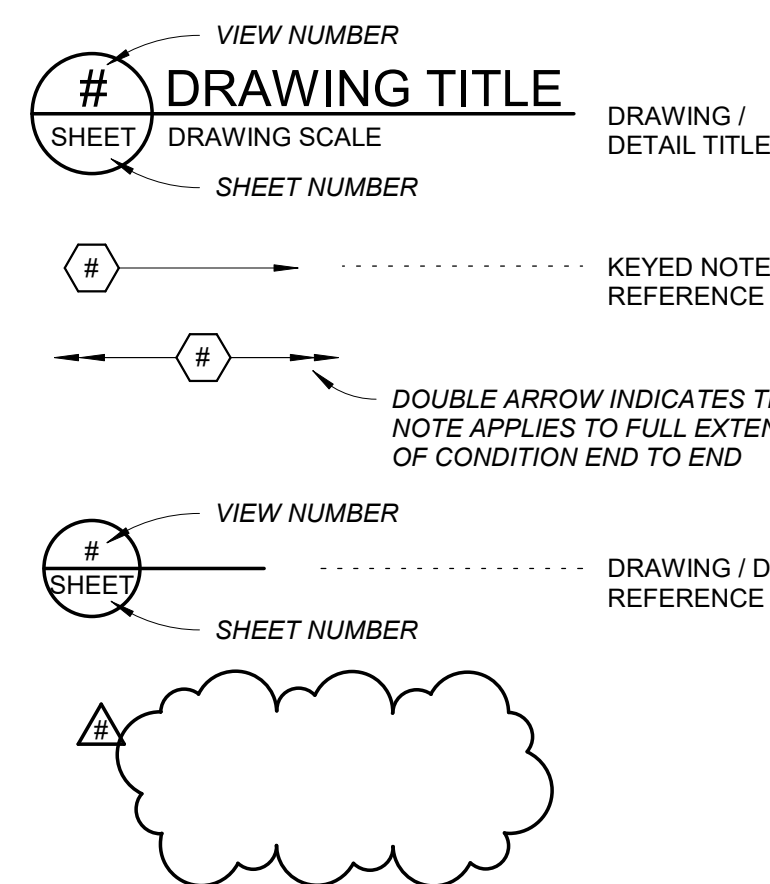 VIEW NUMBER
# DRAWING TITLE
SHEET DRAWING SCALE
DRAWING /
DETAIL TITLE
SHEET NUMBER
# KEYED NOTE
REFERENCE
#
DOUBLE ARROW INDICATES
NOTE APPLIES TO FULL
OF CONDITION END TO END
VIEW NUMBER
#
SHEET
DRAWING /
REFERENCE
SHEET NUMBER
#